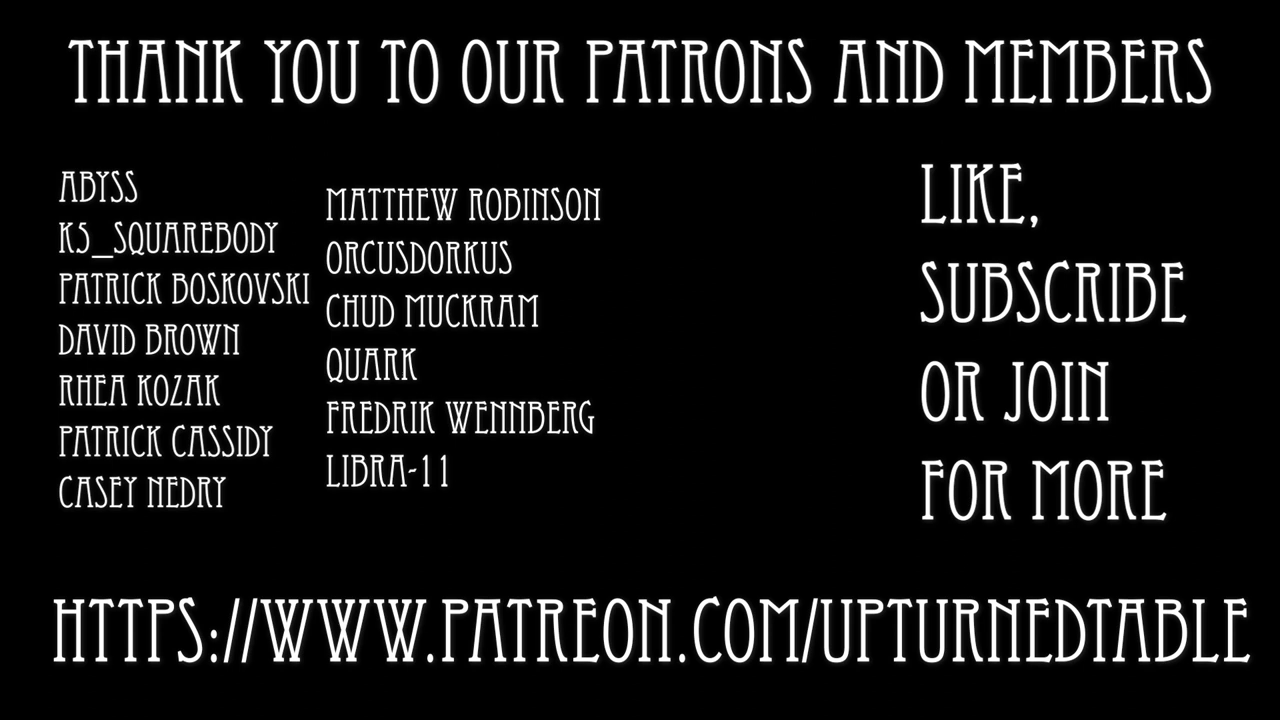 THANK YOU TO OUR PATRONS AND MEMBERS
ABYSS
K5_SQUAREBODY
PATRICK BOSKOVSKI
DAVID BROWN
RHEA KOZAK
PATRICK CASSIDY
CASEY NEDRY
MATTHEW ROBINSON
ORCUSDORKUS
CHUD MUCKRAM
QUARK
FREDRIK WENNBERG
LIBRA-11
LIKE,
SUBSCRIBE
OR JOIN
FOR MORE
HTTPS://WWW.PATREON.COM/UPTURNEDTABLE